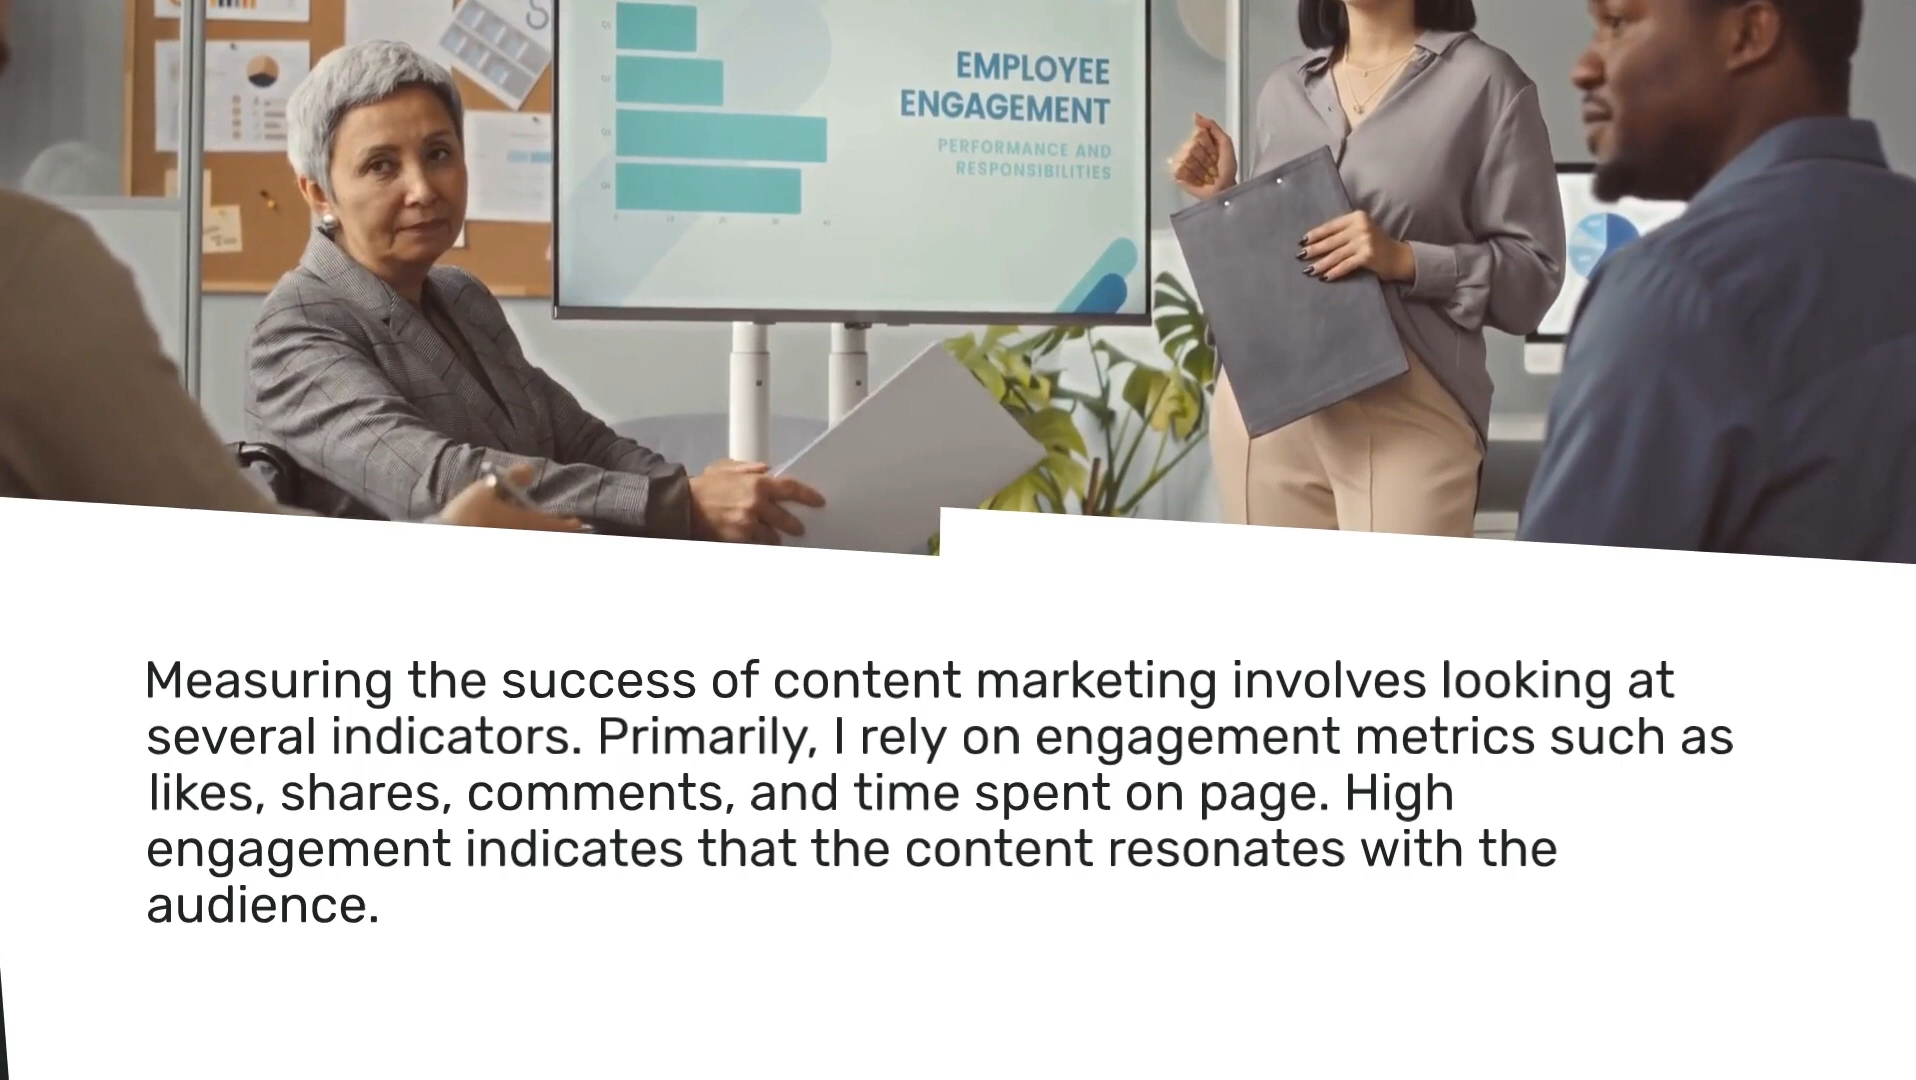 EMPLOYEE
ENGAGEMENT
PERFORMANCE AND
RESPONSIBILITIES
Measuring the success of content marketing involves looking at
several indicators. Primarily, I rely on engagement metrics such as
likes, shares, comments, and time spent on page. High
engagement indicates that the content resonates with the
audience.